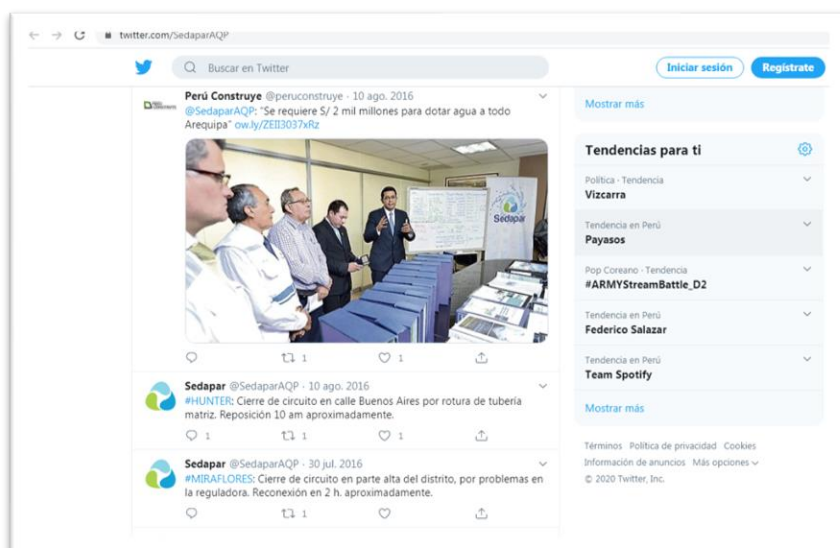 twitter.com/SedaparAQP
Buscar en Twitter
Iniciar sesión
Regístrate
Perú Construye @peruconstruye · 10 ago. 2016
@SedaparAQP: "Se requiere S/ 2 mil millones para dotar agua a todo
Arequipa" ow.ly/ZEII3037xRz
Sedapar
1
1
Sedapar @SedaparAQP · 10 ago. 2016
#HUNTER: Cierre de circuito en calle Buenos Aires por rotura de tubería
matriz. Reposición 10 am aproximadamente.
1
1
1
Sedapar @SedaparAQP · 30 jul. 2016
#MIRAFLORES: Cierre de circuito en parte alta del distrito, por problemas en
la reguladora. Reconexión en 2 h. aproximadamente.
1
Mostrar más
Tendencias para ti
Política · Tendencia
Vizcarra
Tendencia en Perú
Payasos
Pop Coreano · Tendencia
#ARMYStreamBattle_D2
Tendencia en Perú
Federico Salazar
Tendencia en Perú
Team Spotify
Mostrar más
Términos Política de privacidad Cookies
Información de anuncios Más opciones
© 2020 Twitter, Inc.